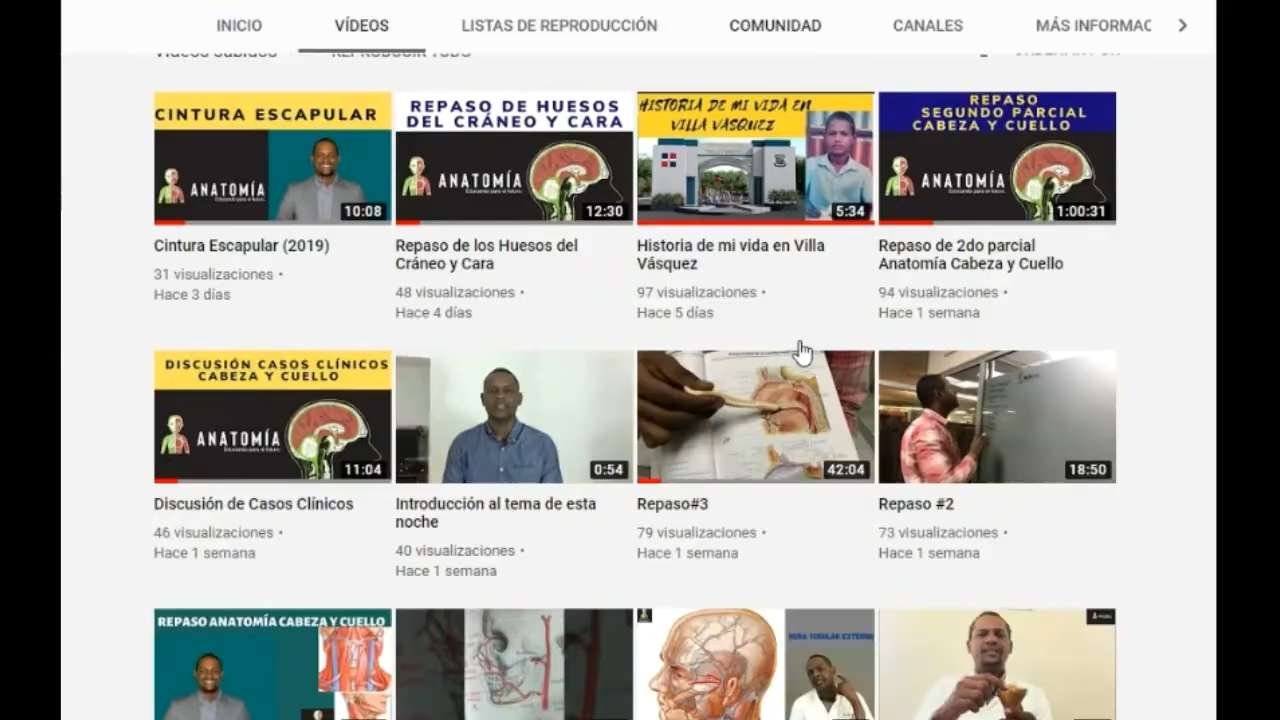 INICIO VÍDEOS LISTAS DE REPRODUCCIÓN COMUNIDAD CANALES MÁS INFORMAC
CINTURA ESCAPULAR
ANATOMÍA
10:08
REPASO DE HUESOS
DEL CRÁNEO Y CARA
ANATOMÍA
12:30
HISTORIA DE MI VIDA EN
VILLA VÁSQUEZ
5:34
REPASO
SEGUNDO PARCIAL
CABEZA Y CUELLO
ANATOMÍA
1:00:31
Cintura Escapular (2019)
31 visualizaciones •
Hace 3 días
Repaso de los Huesos del
Cráneo y Cara
48 visualizaciones •
Hace 4 días
Historia de mi vida en Villa
Vásquez
97 visualizaciones •
Hace 5 días
Repaso de 2do parcial
Anatomía Cabeza y Cuello
94 visualizaciones •
Hace 1 semana
DISCUSIÓN CASOS CLÍNICOS
CABEZA Y CUELLO
ANATOMÍA
11:04
0:54
42:04
18:50
Discusión de Casos Clínicos
46 visualizaciones •
Hace 1 semana
Introducción al tema de esta
noche
40 visualizaciones •
Hace 1 semana
Repaso#3
79 visualizaciones •
Hace 1 semana
Repaso #2
73 visualizaciones •
Hace 1 semana
REPASO ANATOMÍA CABEZA Y CUELLO
VENA YUGULAR EXTERNA